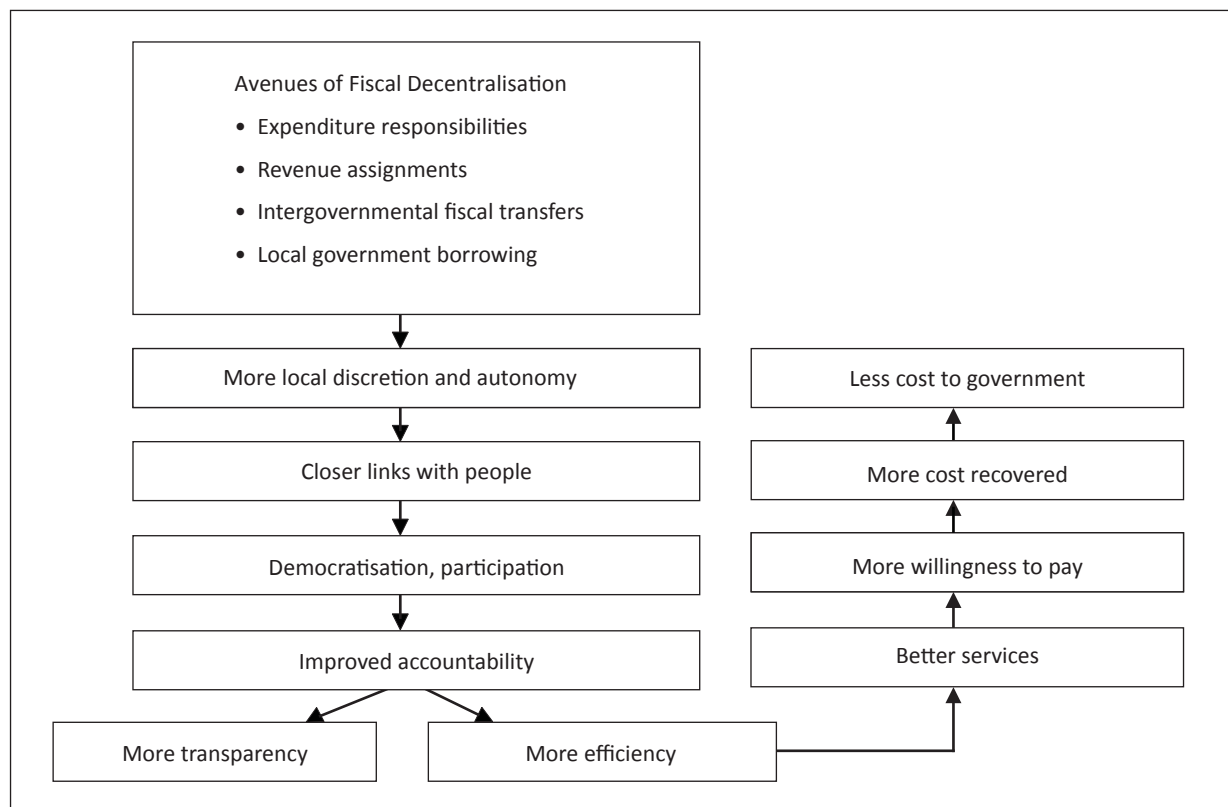 Avenues of Fiscal Decentralisation
• Expenditure responsibilities
• Revenue assignments
• Intergovernmental fiscal transfers
• Local government borrowing
More local discretion and autonomy
Closer links with people
Democratisation, participation
Improved accountability
More transparency
More efficiency
Better services
More willingness to pay
More cost recovered
Less cost to government